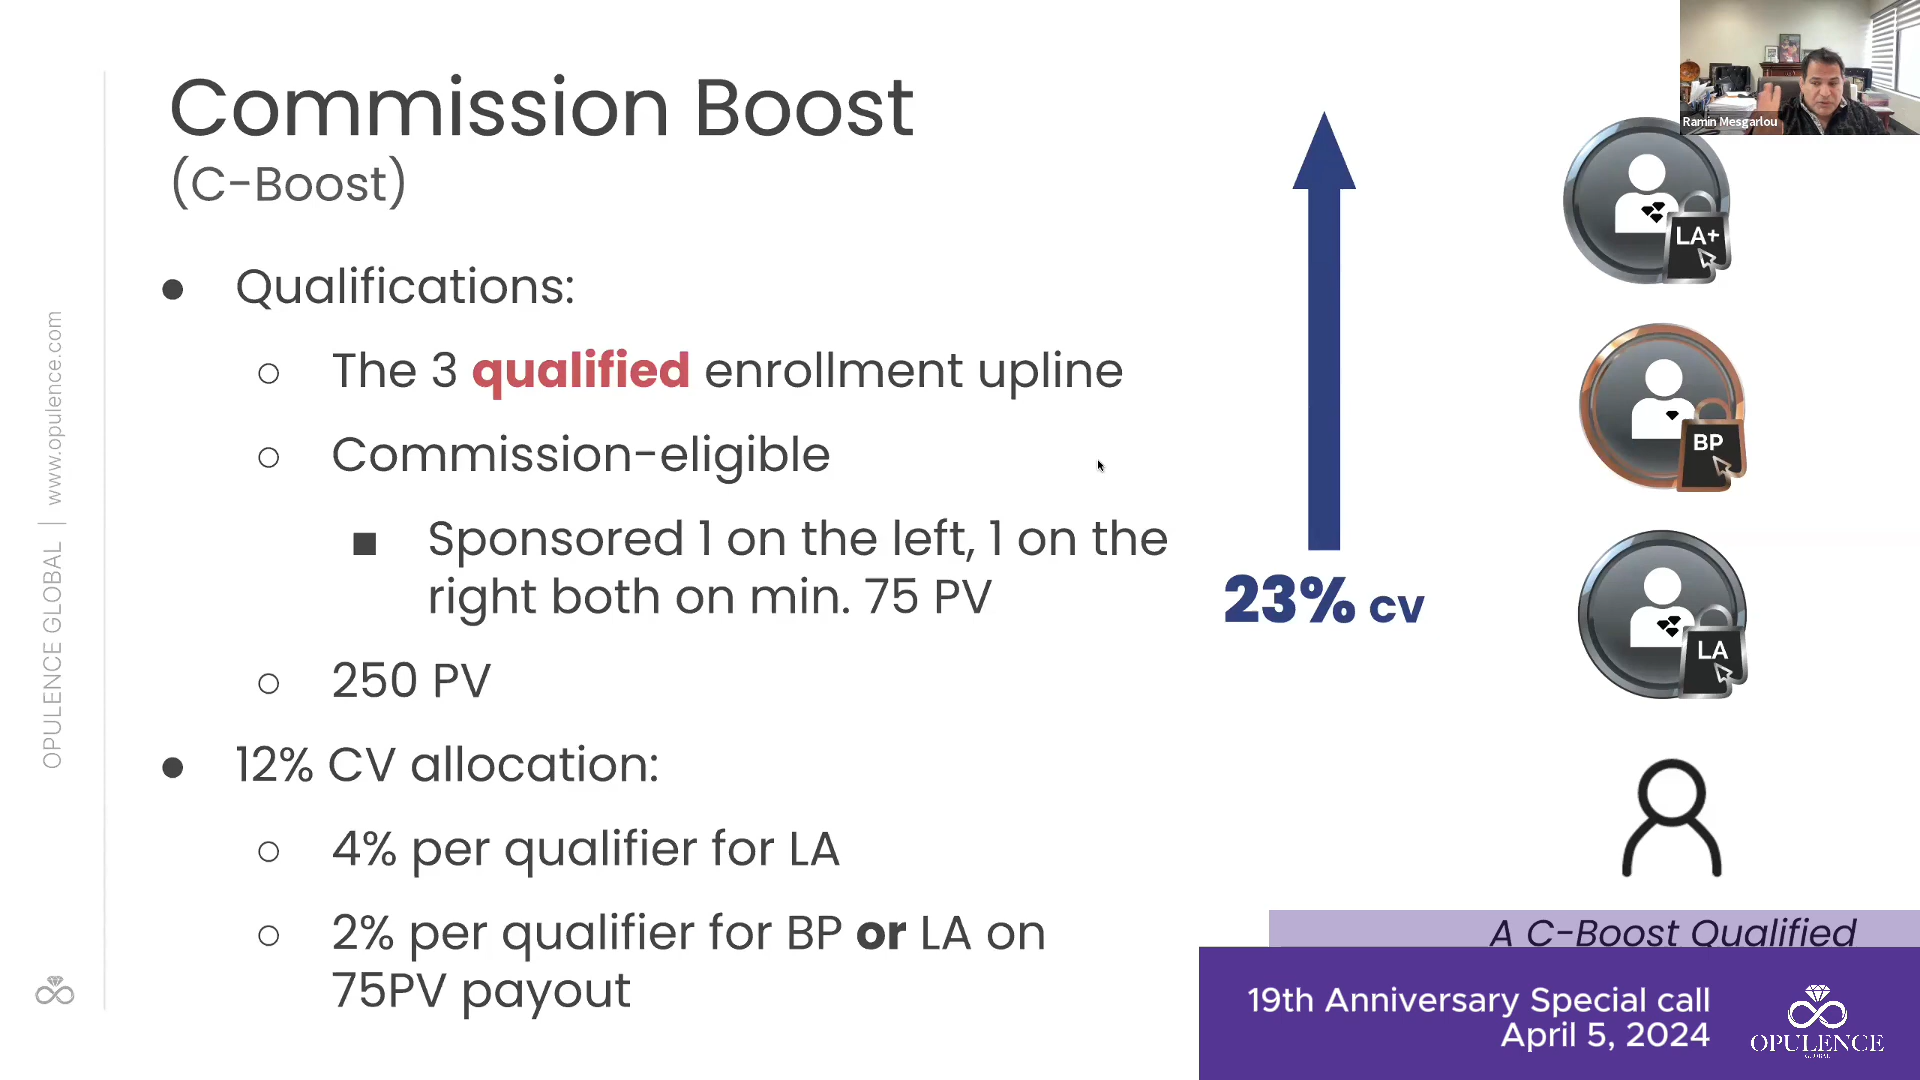 Commission Boost
(C-Boost)
Qualifications:
The 3 qualified enrollment upline
Commission-eligible
Sponsored 1 on the left, 1 on the
right both on min. 75 PV
250 PV
12% CV allocation:
4% per qualifier for LA
2% per qualifier for BP or LA on
75PV payout
23% CV
Ramin Mesgarlou
LA+
BP
LA
A C-Boost Qualified
19th Anniversary Special call
April 5, 2024
OPULENCE
GLOBAL
OPULENCE GLOBAL | www.opulence.com